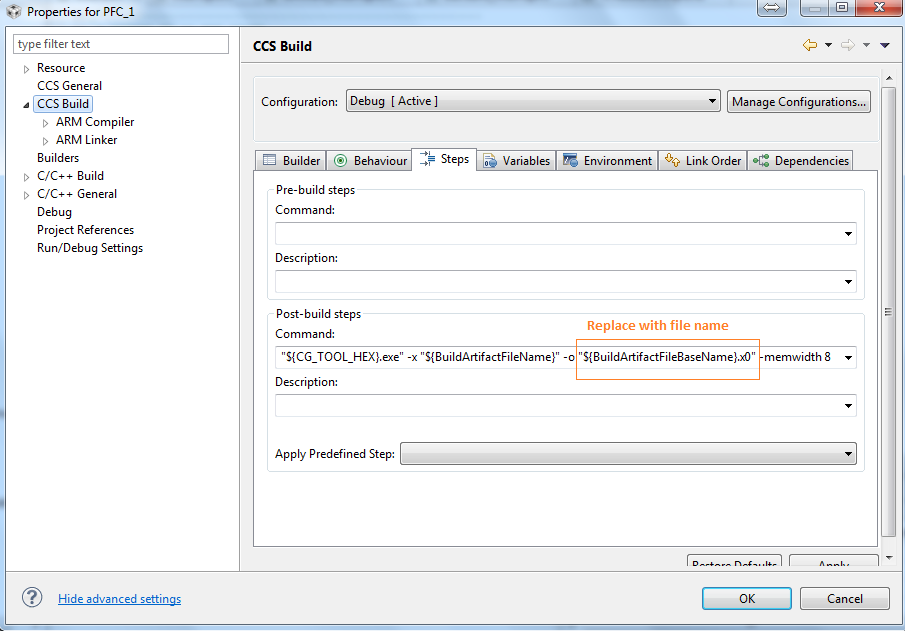 Properties for PFC_1
type filter text
Resource
CCS General
CCS Build
ARM Compiler
ARM Linker
Builders
C/C++ Build
C/C++ General
Debug
Project References
Run/Debug Settings
CCS Build
Configuration: Debug [ Active ] Manage Configurations...
Builder Behaviour Steps Variables Environment Link Order Dependencies
Pre-build steps
Command:
Description:
Post-build steps
Replace with file name
Command:
"${CG_TOOL_HEX}.exe" -x "${BuildArtifactFileName}" -o "${BuildArtifactFileBaseName}.x0" -memwidth 8
Description:
Apply Predefined Step:
Restore Defaults Apply
? Hide advanced settings OK Cancel